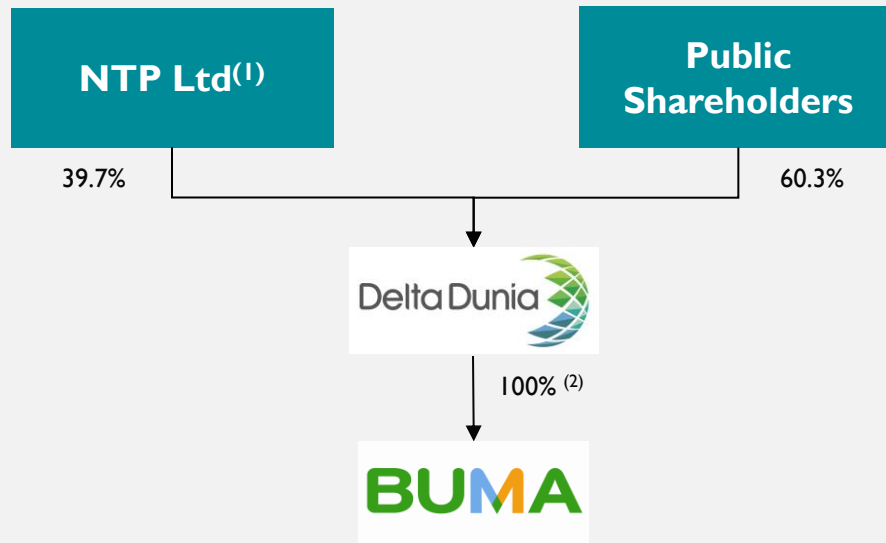 NTP Ltd(1)
Public
Shareholders
39.7%
60.3%
Delta Dunia
100% (2)
BUMA